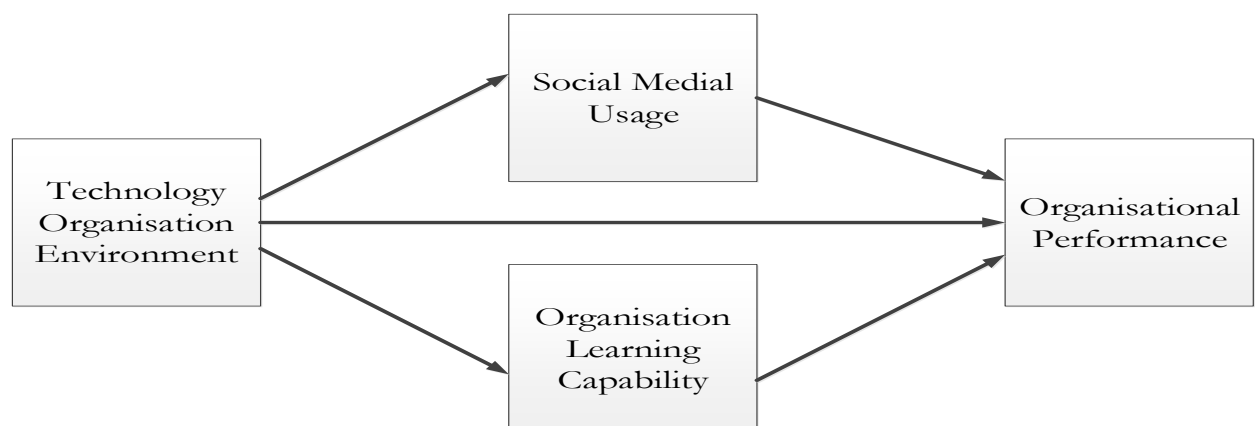 Social Medial
Usage
Technology
Organisation
Environment
Organisational
Performance
Organisation
Learning
Capability